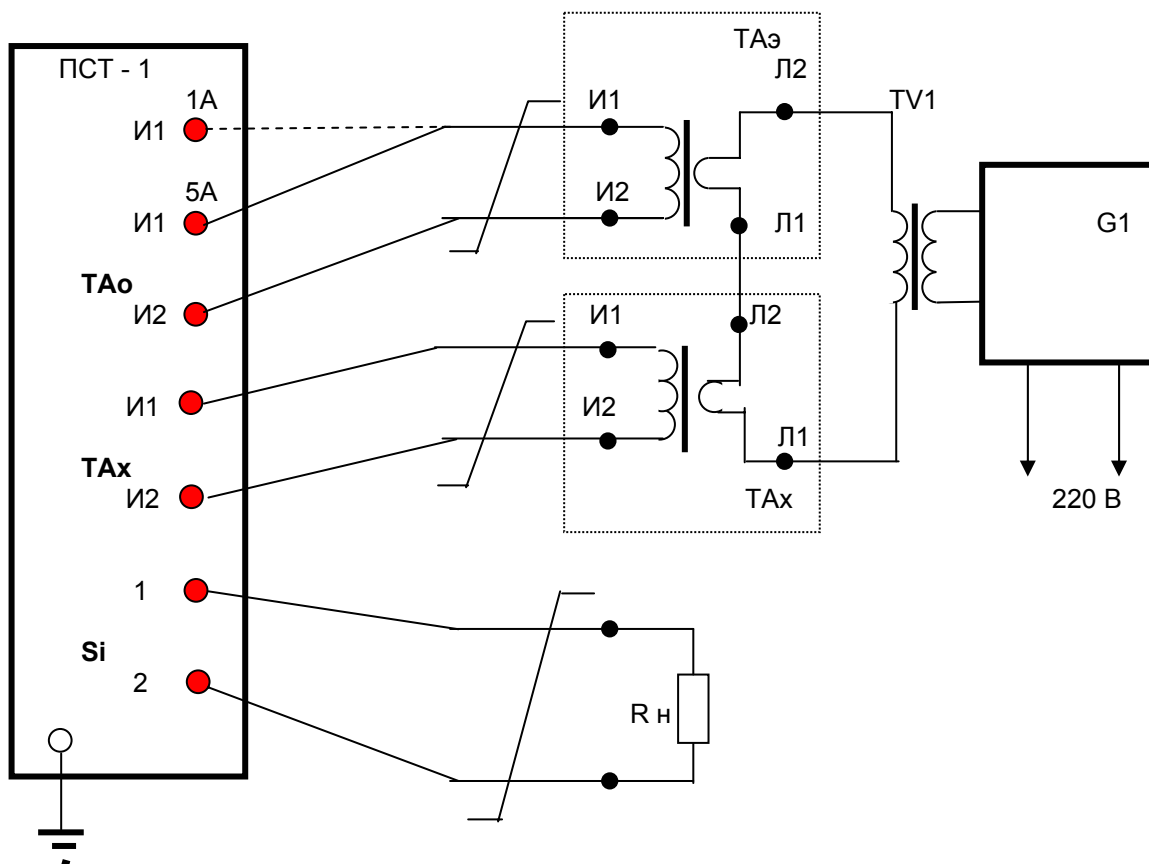 ПСТ - 1
1А
И1
5А
И1
ТАо
И2
И1
ТАх
И2
1
Si
2
ТАэ
Л2
И1
И2
Л1
TV1
G1
И1
Л2
И2
Л1
ТАх
220 В
R н